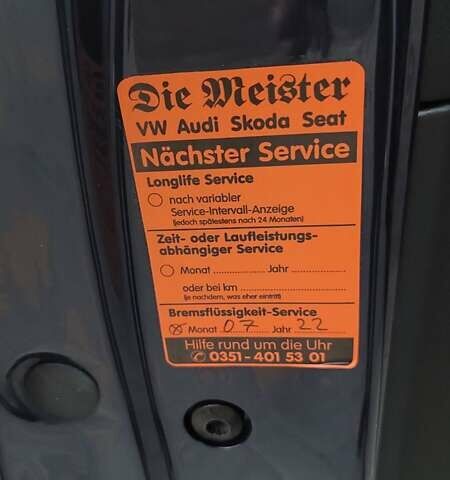 Die Meister
VW Audi Skoda Seat
Nächster Service
Longlife Service
nach variabler
Service-Intervall-Anzeige
(jedoch spätestens nach 24 Monaten)
Zeit- oder Laufleistungs-
abhängiger Service
Monat .................. Jahr ..................
oder bei km ..................
(je nachdem, was eher eintritt)
Bremsflüssigkeit-Service
Monat 07 Jahr 22
Hilfe rund um die Uhr
0351-401 53 01